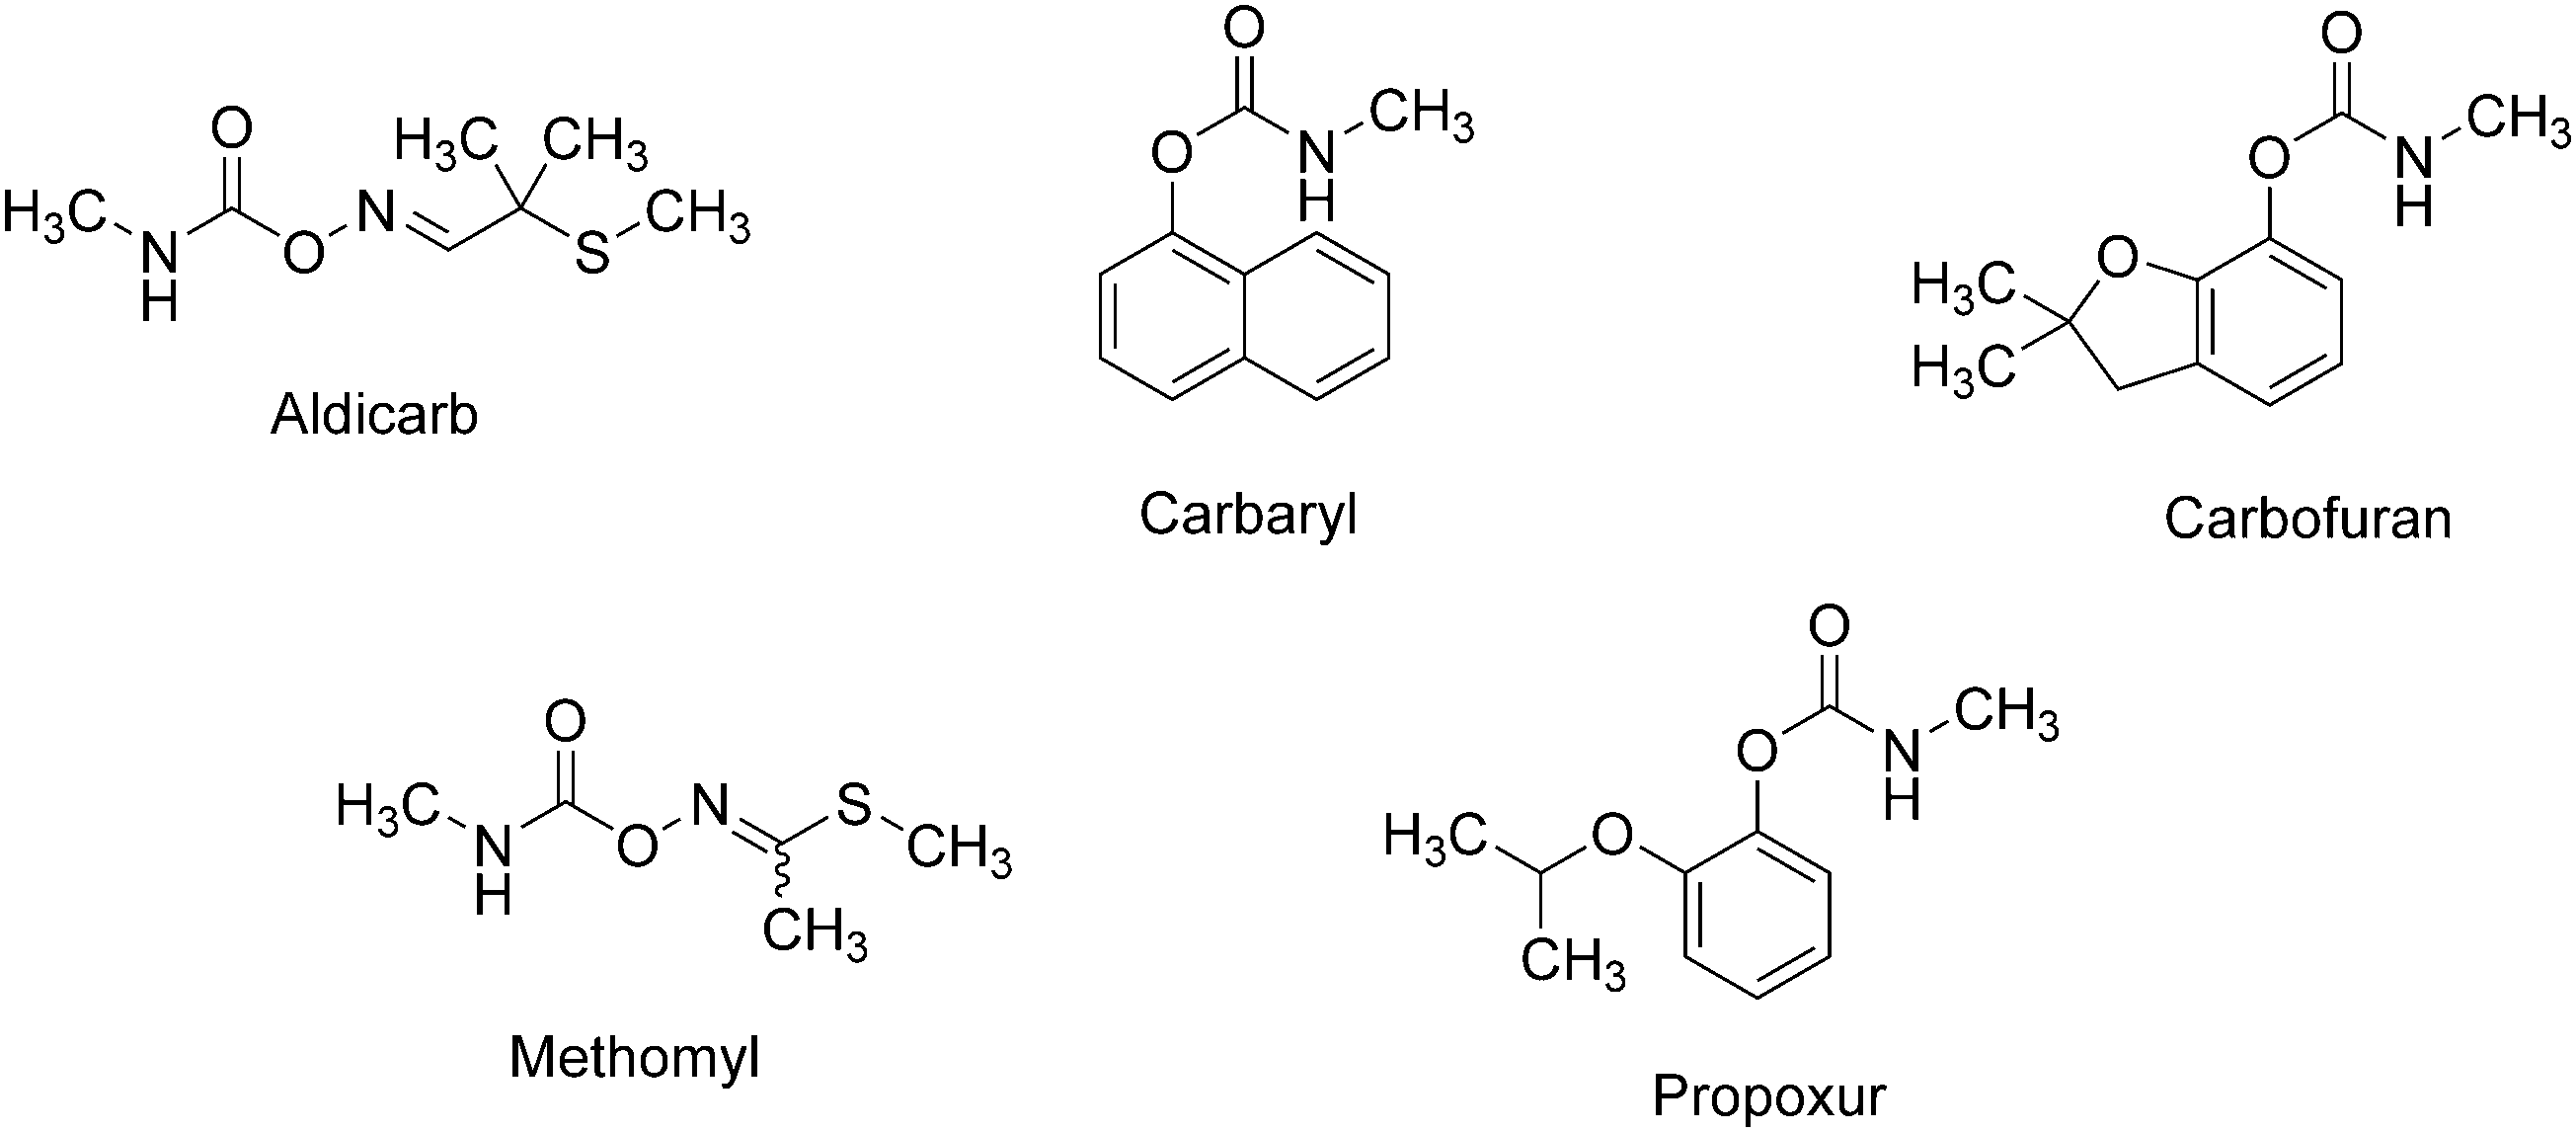 O
H3C
N
H
O
N
H3C
CH3
S
CH3
Aldicarb
O
O
N
H
CH3
Carbaryl
O
O
N
H
CH3
O
H3C
H3C
Carbofuran
O
H3C
N
H
O
N
S
CH3
CH3
Methomyl
O
O
N
H
CH3
O
H3C
CH3
Propoxur